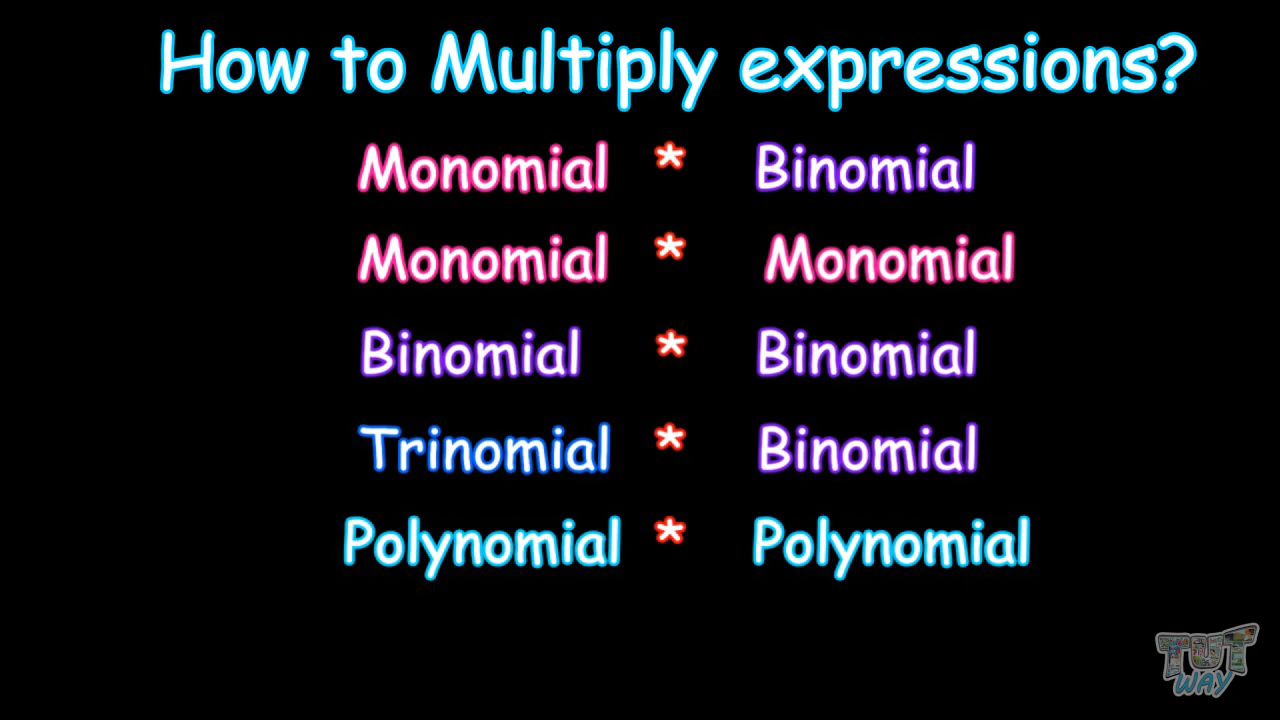 How to Multiply expressions?
Monomial * Binomial
Monomial * Monomial
Binomial * Binomial
Trinomial * Binomial
Polynomial * Polynomial
TUT
WAY